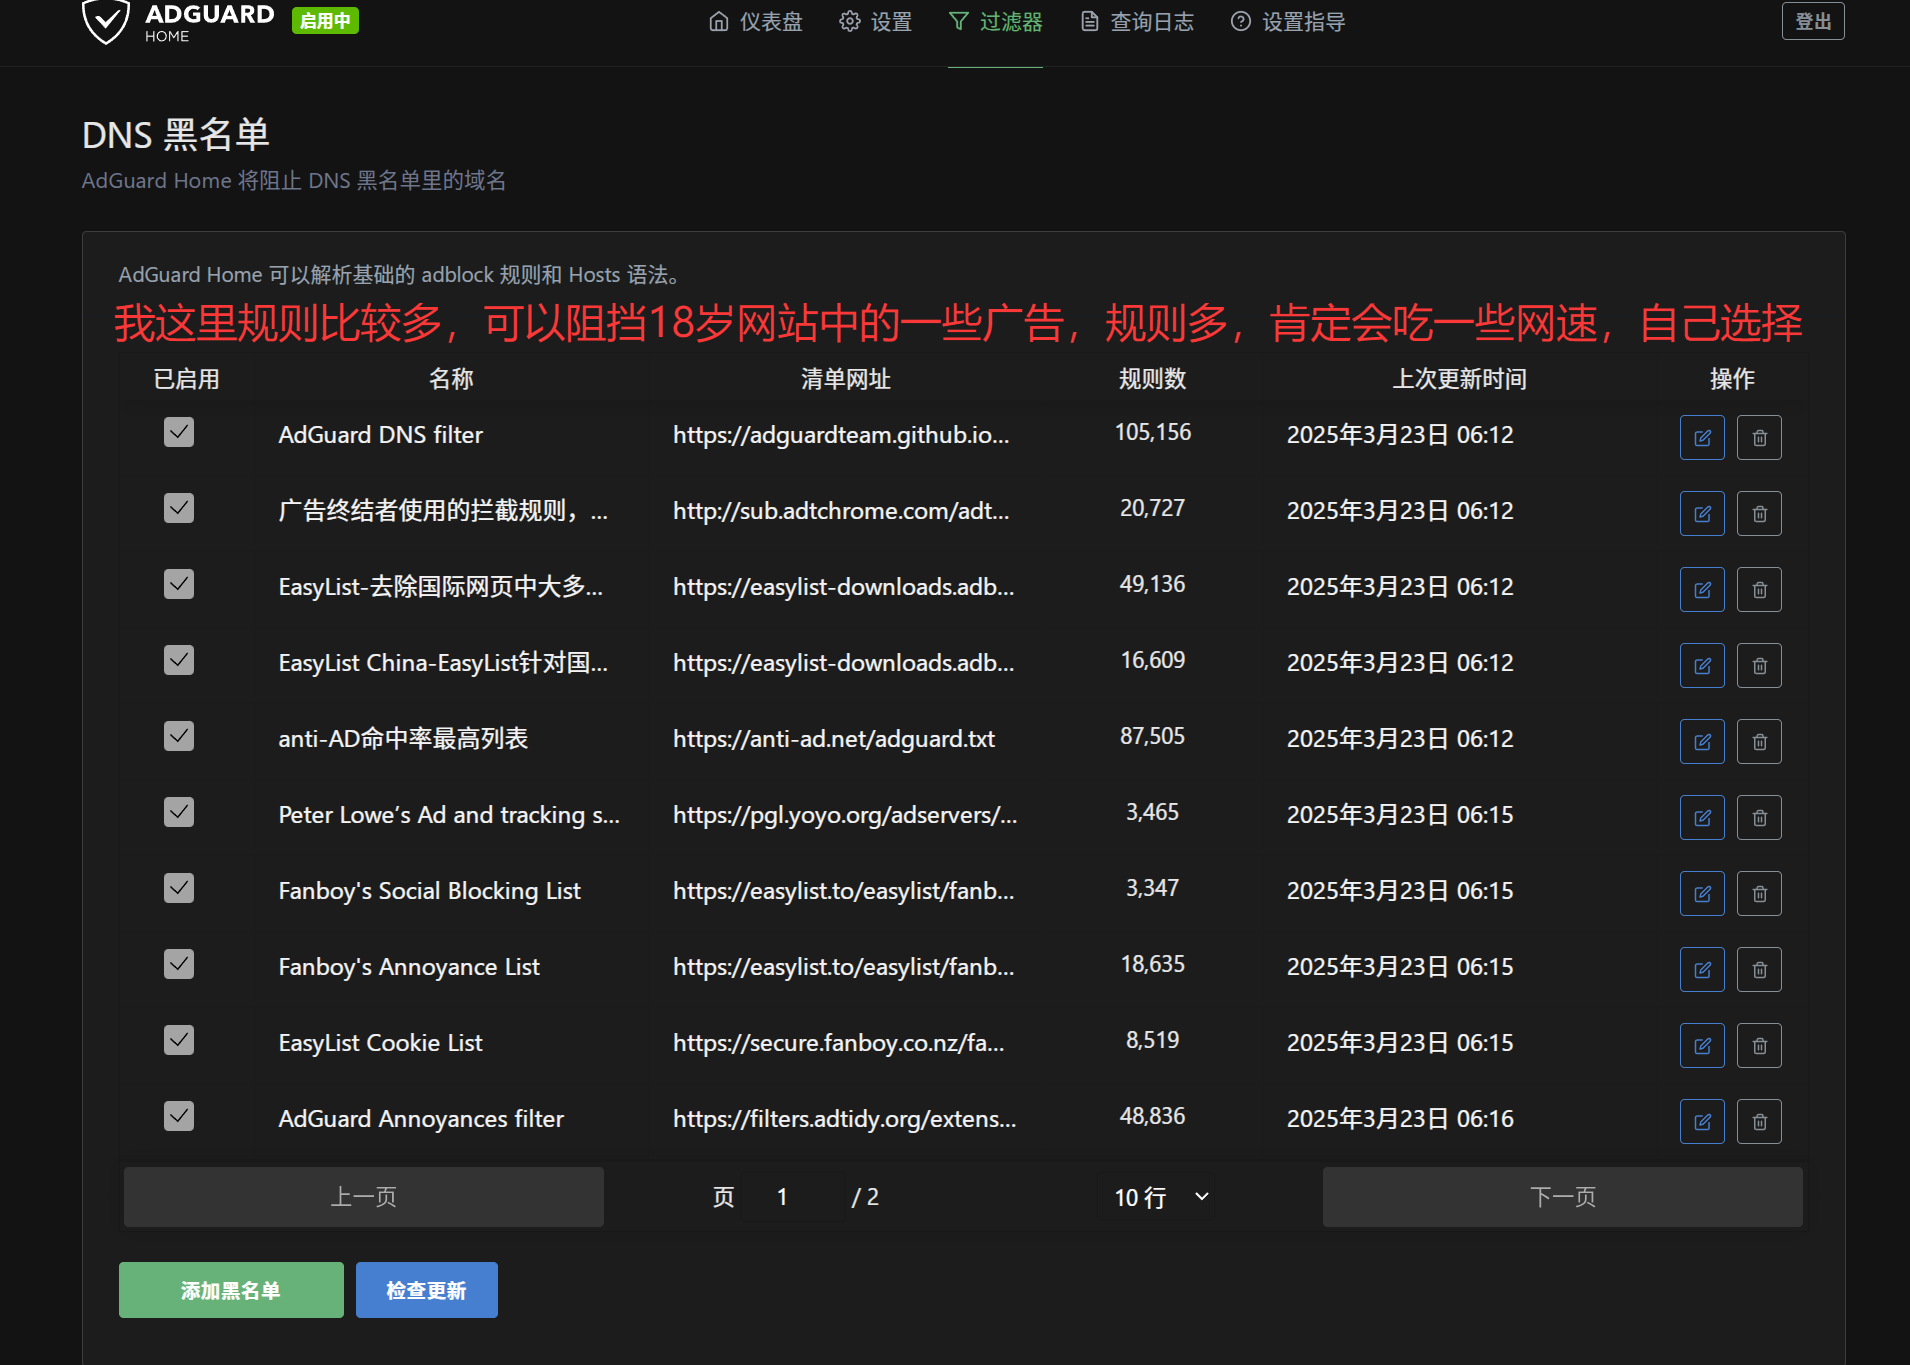 ADGUARD
HOME
启用中
仪表盘
设置
过滤器
查询日志
设置指导
登出
DNS 黑名单
AdGuard Home 将阻止 DNS 黑名单里的域名
AdGuard Home 可以解析基础的 adblock 规则和 Hosts 语法。
我这里规则比较多，可以阻挡18岁网站中的一些广告，规则多，肯定会吃一些网速，自己选择
已启用 名称 清单网址 规则数 上次更新时间 操作
AdGuard DNS filter https://adguardteam.github.io... 105,156 2025年3月23日 06:12
广告终结者使用的拦截规则，... http://sub.adtchrome.com/adt... 20,727 2025年3月23日 06:12
EasyList-去除国际网页中大多... https://easylist-downloads.adb... 49,136 2025年3月23日 06:12
EasyList China-EasyList针对国... https://easylist-downloads.adb... 16,609 2025年3月23日 06:12
anti-AD命中率最高列表 https://anti-ad.net/adguard.txt 87,505 2025年3月23日 06:12
Peter Lowe’s Ad and tracking s... https://pgl.yoyo.org/adservers/... 3,465 2025年3月23日 06:15
Fanboy's Social Blocking List https://easylist.to/easylist/fanb... 3,347 2025年3月23日 06:15
Fanboy's Annoyance List https://easylist.to/easylist/fanb... 18,635 2025年3月23日 06:15
EasyList Cookie List https://secure.fanboy.co.nz/fa... 8,519 2025年3月23日 06:15
AdGuard Annoyances filter https://filters.adtidy.org/extens... 48,836 2025年3月23日 06:16
上一页 页 1 / 2 10 行 下一页
添加黑名单 检查更新